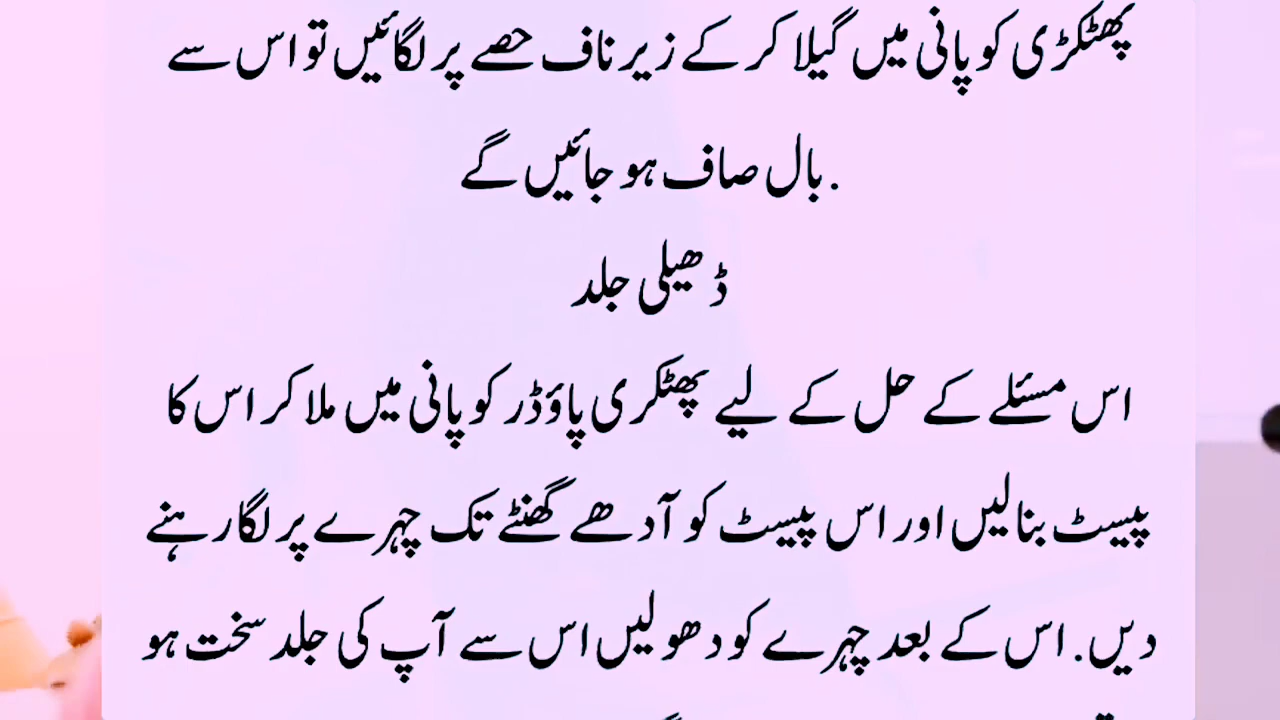 پھٹکڑی کو پانی میں گیلا کر کے زیر ناف حصے پر لگائیں تو اس سے
بال صاف ہو جائیں گے.
ڈھیلی جلد
اس مسئلے کے حل کے لیے پھٹکری پاؤڈر کو پانی میں ملا کر اس کا
پیسٹ بنا لیں اور اس پیسٹ کو آدھے گھنٹے تک چہرے پر لگا رہنے
دیں. اس کے بعد چہرے کو دھو لیں اس سے آپ کی جلد سخت ہو